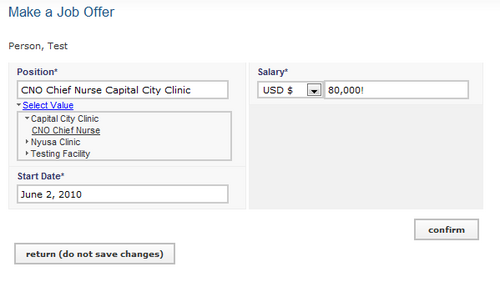 Make a Job Offer
Person, Test
Position*
CNO Chief Nurse Capital City Clinic
Select Value
Capital City Clinic
CNO Chief Nurse
Nyusa Clinic
Testing Facility
Start Date*
June 2, 2010
Salary*
USD $ 80,000!
confirm
return (do not save changes)